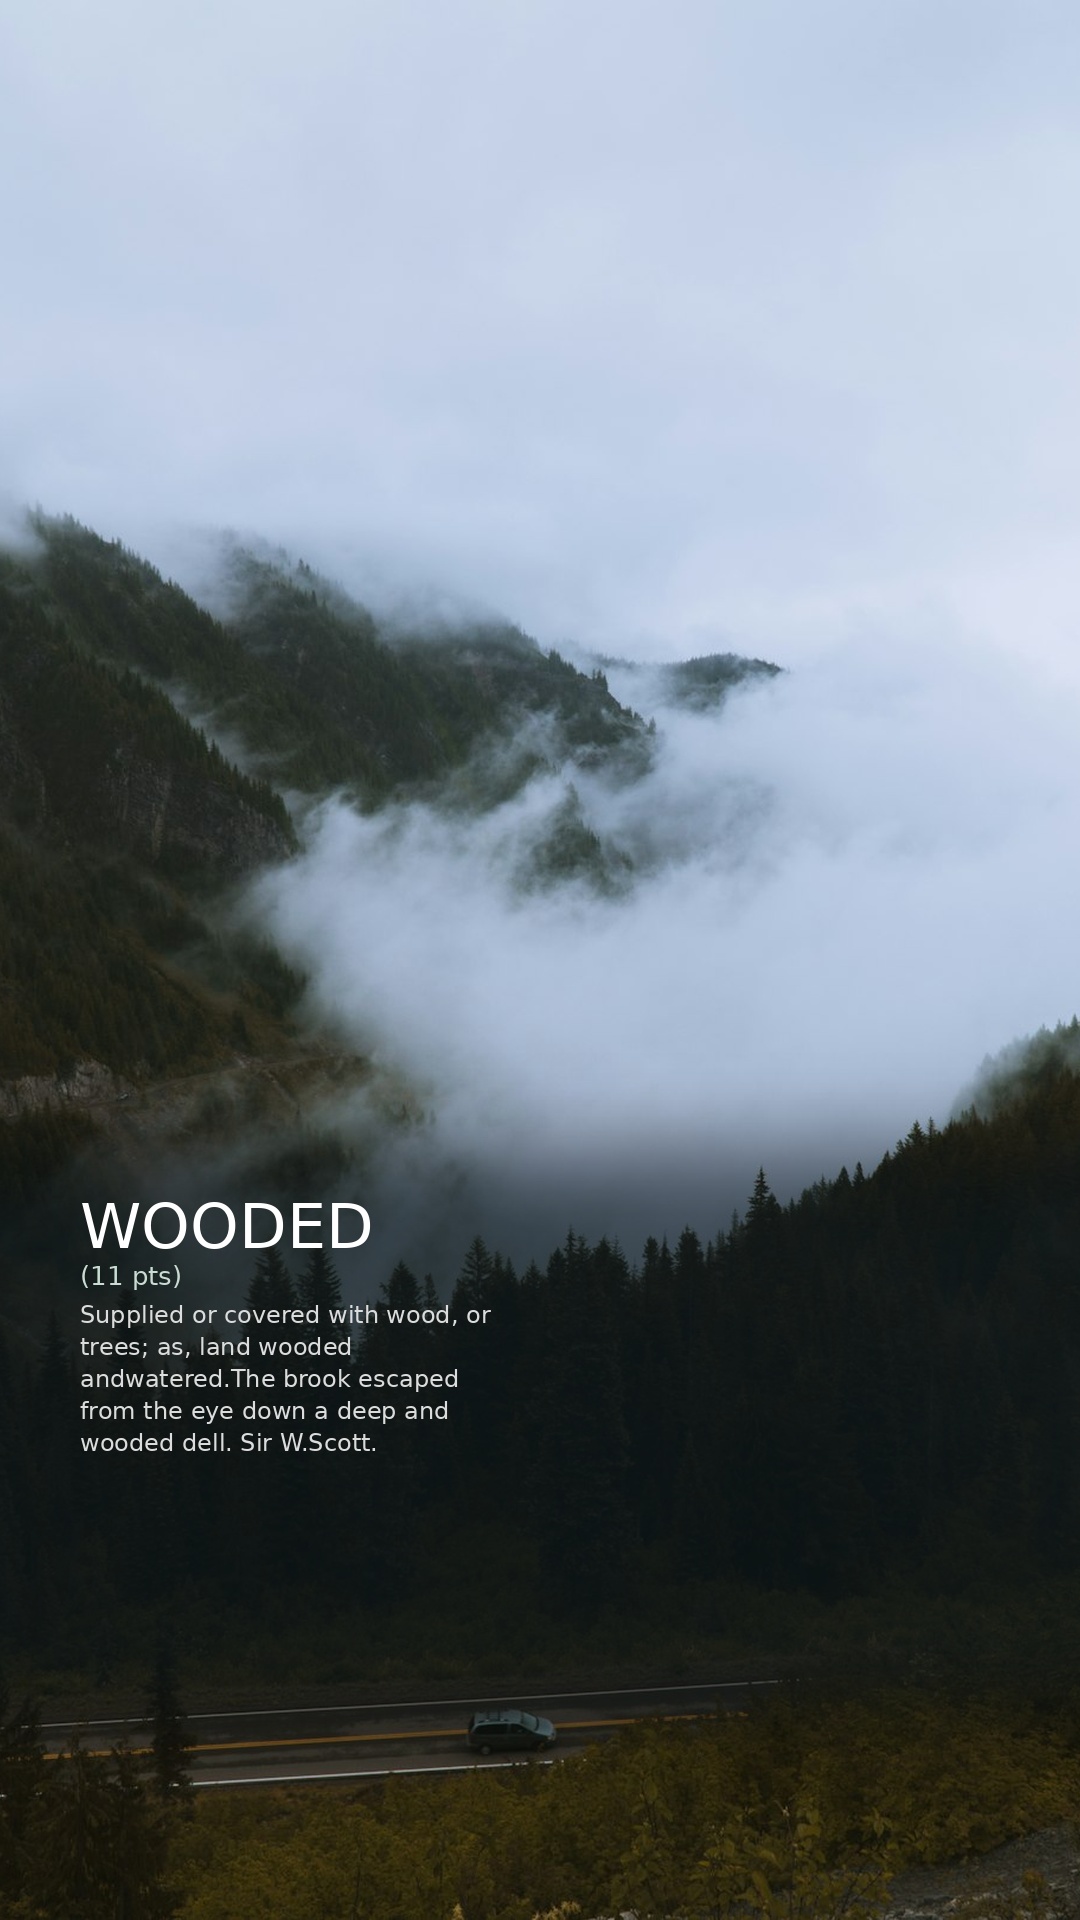 WOODED
(11 pts)
Supplied or covered with wood, or
trees; as, land wooded
andwatered.The brook escaped
from the eye down a deep and
wooded dell. Sir W.Scott.